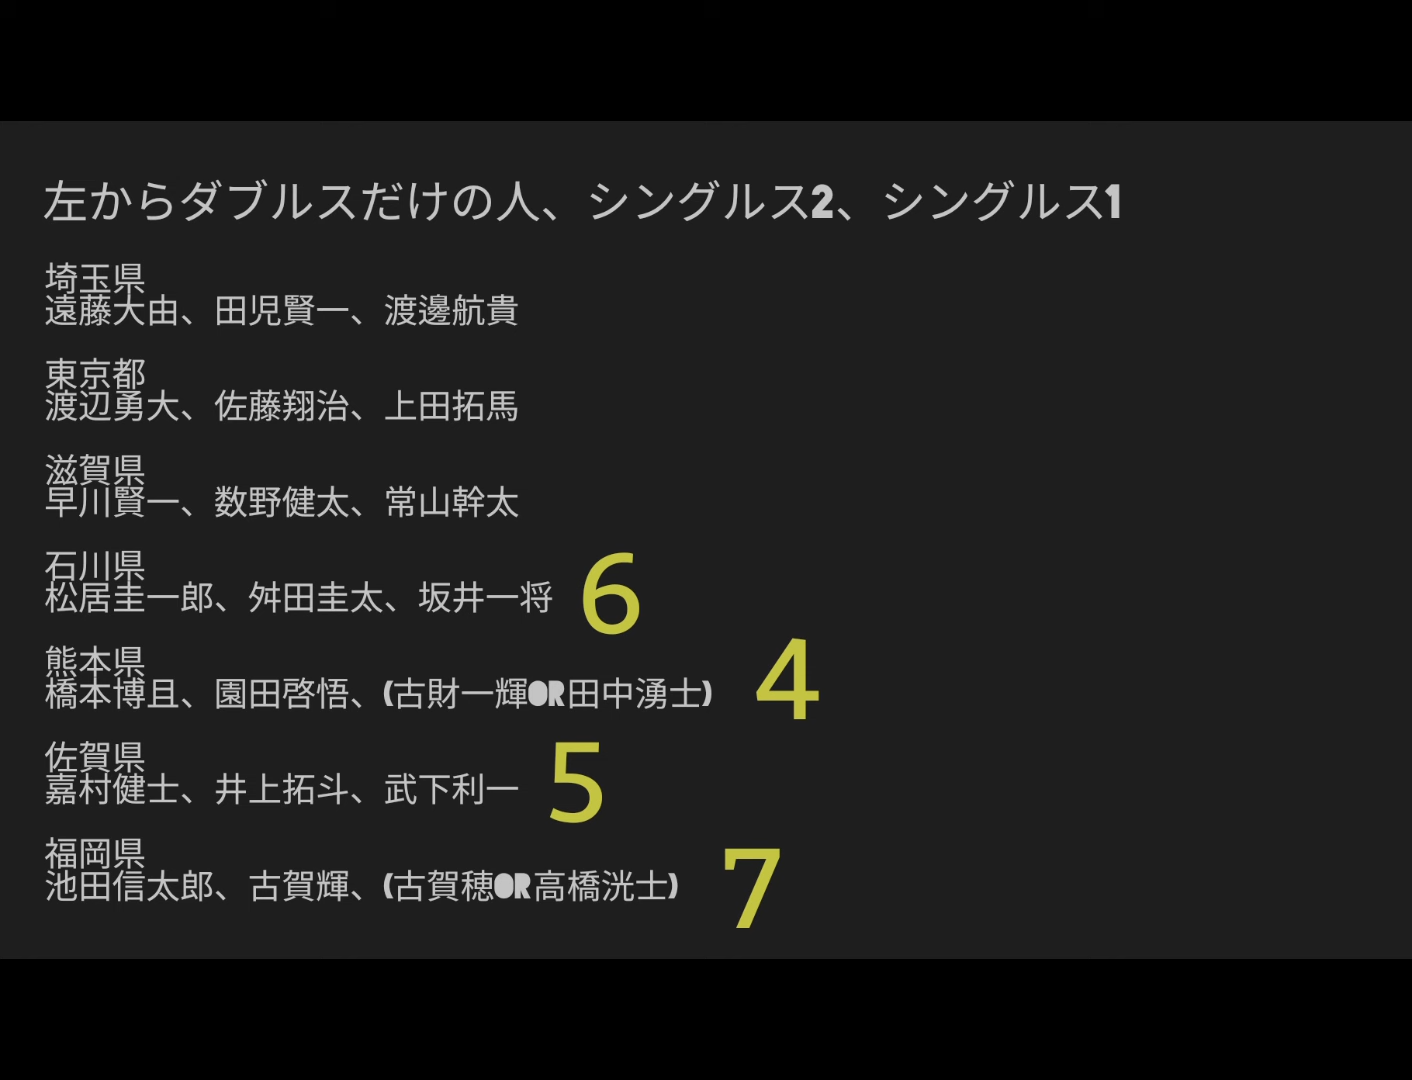 左からダブルスだけの人、シングルス2、シングルス1
埼玉県
遠藤大由、田児賢一、渡邊航貴
東京都
渡辺勇大、佐藤翔治、上田拓馬
滋賀県
早川賢一、数野健太、常山幹太
石川県
松居圭一郎、舛田圭太、坂井一将 6
熊本県
橋本博且、園田啓悟、(古財一輝OR田中湧士) 4
佐賀県
嘉村健士、井上拓斗、武下利一 5
福岡県
池田信太郎、古賀輝、(古賀穂OR高橋洸士) 7